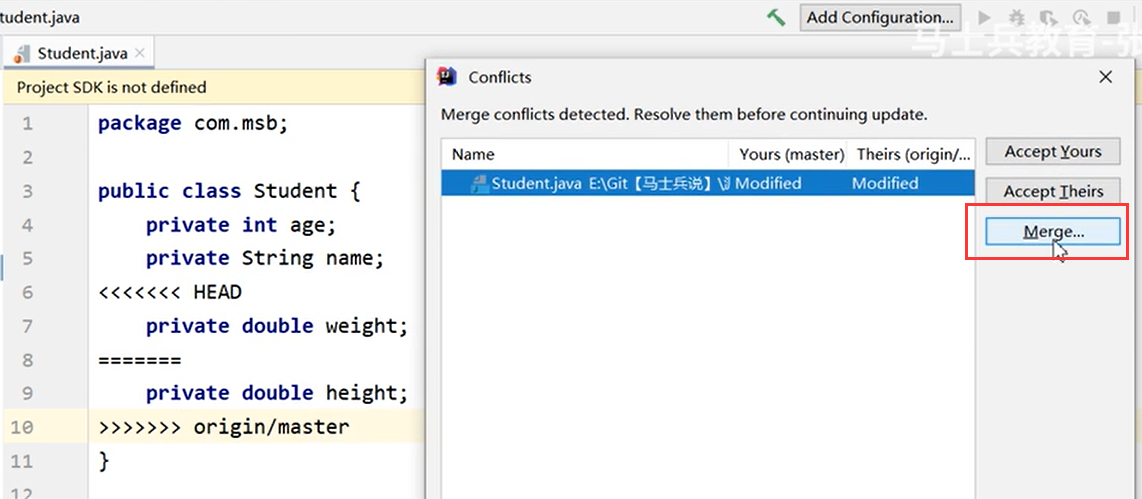 tudent.java
Add Configuration...
马士兵教育-张
Student.java
Project SDK is not defined
1 package com.msb;
2
3 public class Student {
4 private int age;
5 private String name;
6 <<<<<<< HEAD
7 private double weight;
8 =======
9 private double height;
10 >>>>>>> origin/master
11 }
12
Conflicts
Merge conflicts detected. Resolve them before continuing update.
Name Yours (master) Theirs (origin/...
Student.java E:\Git【马士兵说】\ Modified Modified
Accept Yours
Accept Theirs
Merge...